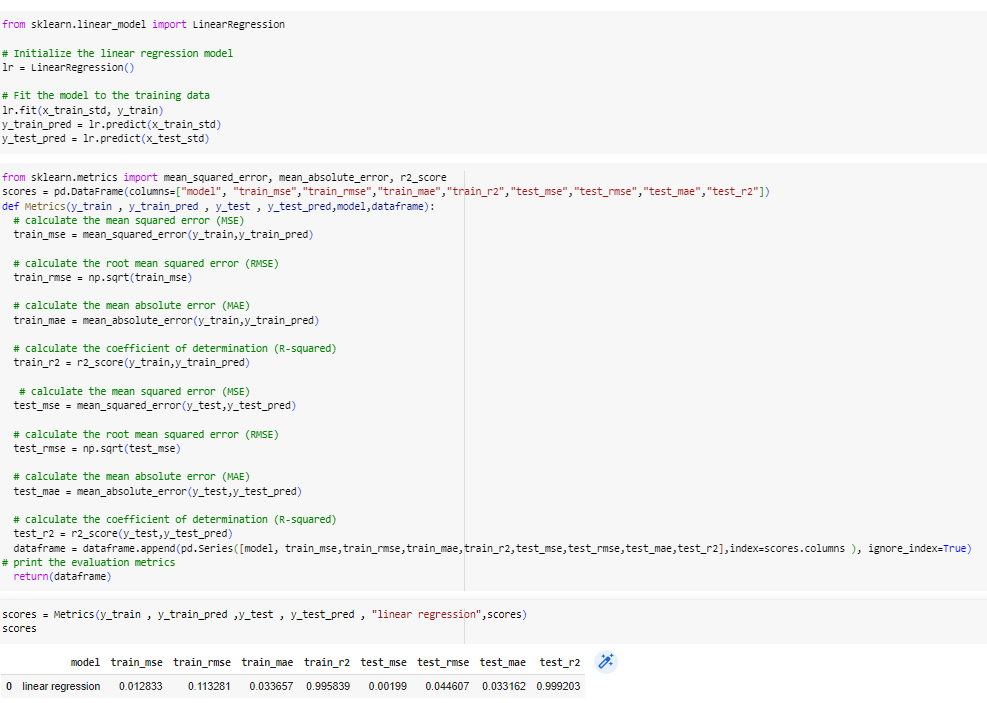 from sklearn.linear_model import LinearRegression
# Initialize the linear regression model
lr = LinearRegression()
# Fit the model to the training data
lr.fit(x_train_std, y_train)
y_train_pred = lr.predict(x_train_std)
y_test_pred = lr.predict(x_test_std)
from sklearn.metrics import mean_squared_error, mean_absolute_error, r2_score
scores = pd.DataFrame(columns=["model", "train_mse","train_rmse","train_mae","train_r2","test_mse","test_rmse","test_mae","test_r2"])
def Metrics(y_train , y_train_pred , y_test , y_test_pred,model,dataframe):
# calculate the mean squared error (MSE)
train_mse = mean_squared_error(y_train,y_train_pred)
# calculate the root mean squared error (RMSE)
train_rmse = np.sqrt(train_mse)
# calculate the mean absolute error (MAE)
train_mae = mean_absolute_error(y_train,y_train_pred)
# calculate the coefficient of determination (R-squared)
train_r2 = r2_score(y_train,y_train_pred)
# calculate the mean squared error (MSE)
test_mse = mean_squared_error(y_test,y_test_pred)
# calculate the root mean squared error (RMSE)
test_rmse = np.sqrt(test_mse)
# calculate the mean absolute error (MAE)
test_mae = mean_absolute_error(y_test,y_test_pred)
# calculate the coefficient of determination (R-squared)
test_r2 = r2_score(y_test,y_test_pred)
dataframe = dataframe.append(pd.Series([model, train_mse,train_rmse,train_mae,train_r2,test_mse,test_rmse,test_mae,test_r2],index=scores.columns ), ignore_index=True)
# print the evaluation metrics
return(dataframe)
scores = Metrics(y_train , y_train_pred ,y_test , y_test_pred , "linear regression",scores)
scores
model train_mse train_rmse train_mae train_r2 test_mse test_rmse test_mae test_r2
0 linear regression 0.012833 0.113281 0.033657 0.995839 0.00199 0.044607 0.033162 0.999203